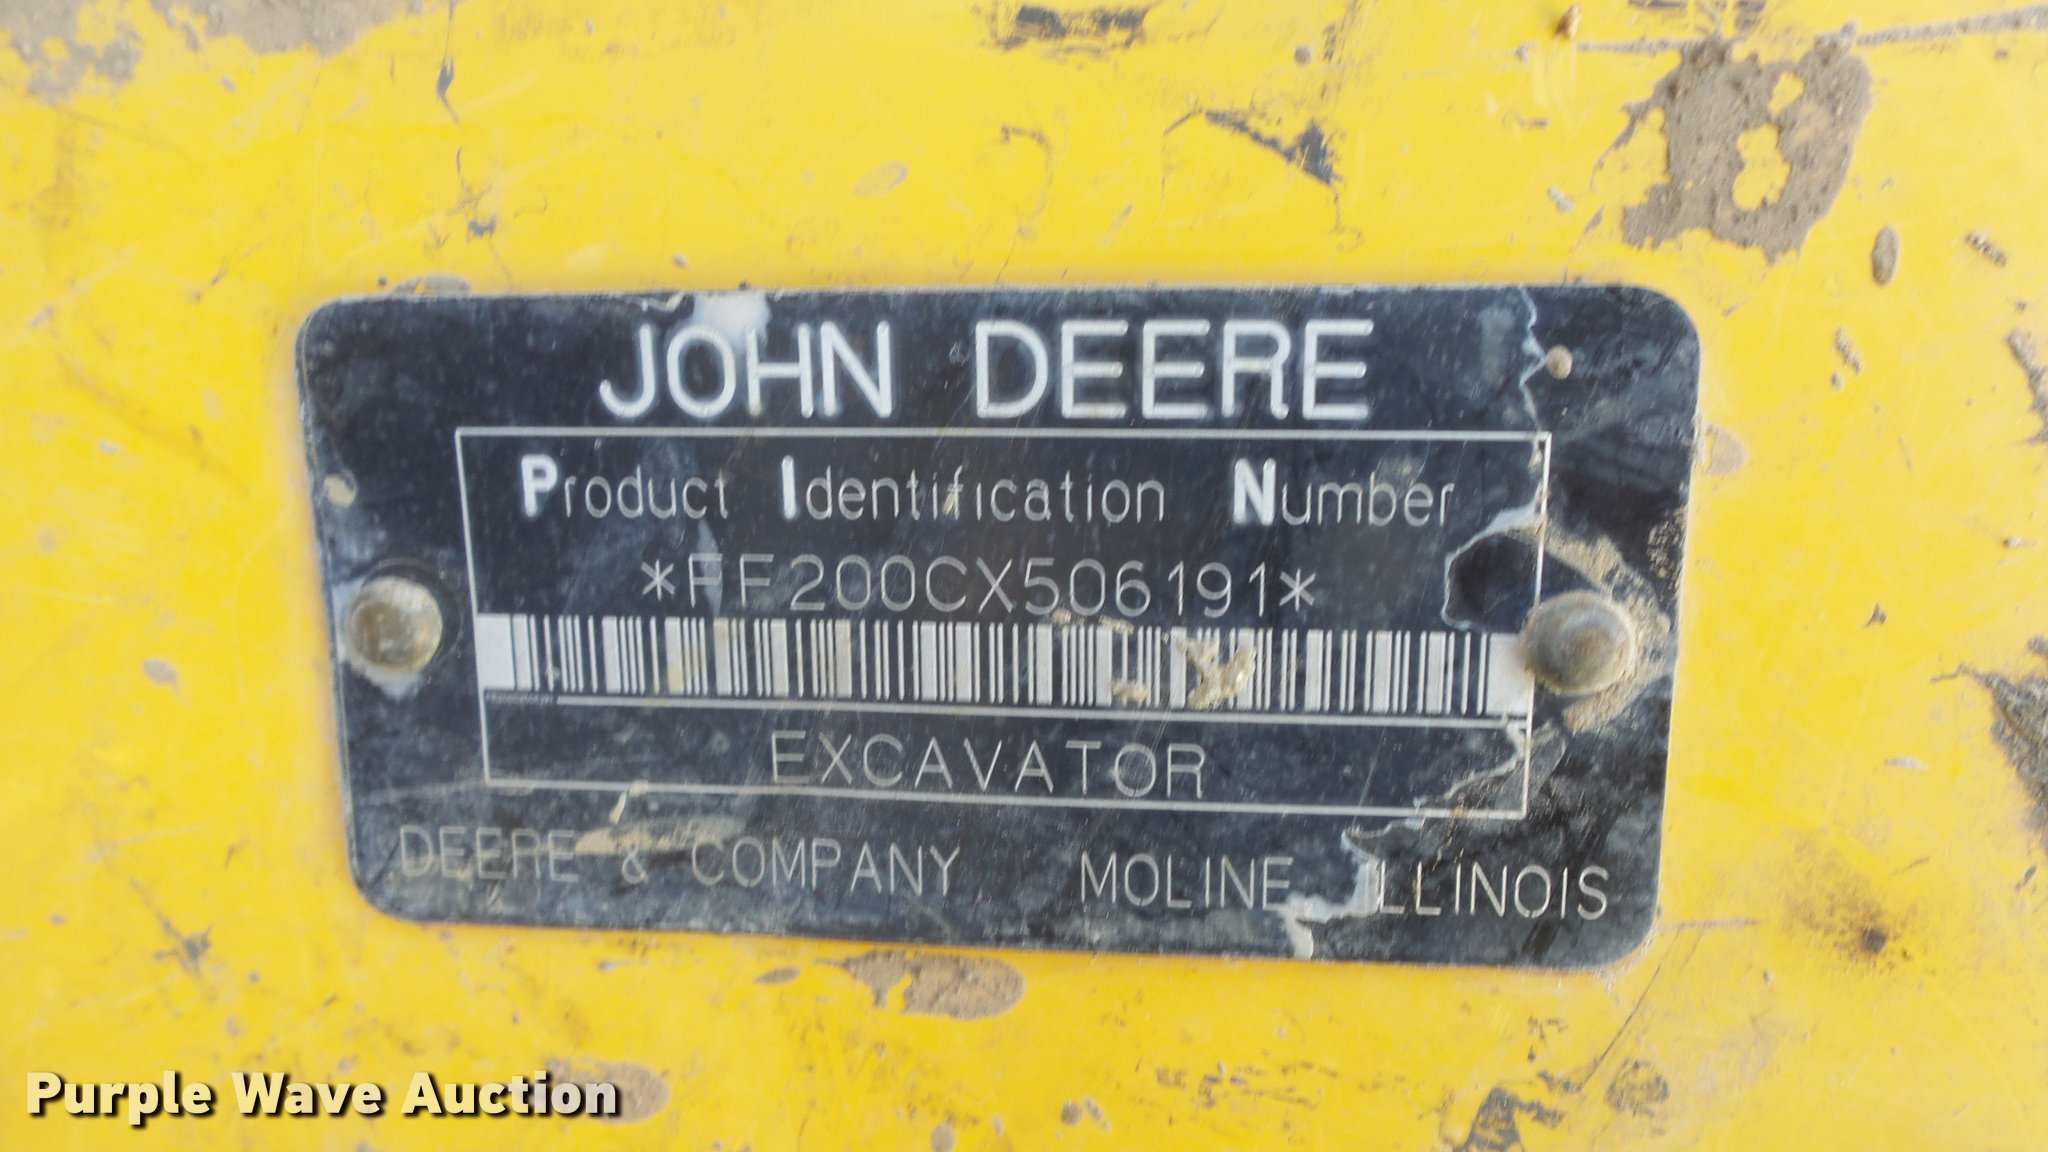 JOHN DEERE
Product Identification Number
*FF200CX506191*
EXCAVATOR
DEERE & COMPANY MOLINE, ILLINOIS
Purple Wave Auction